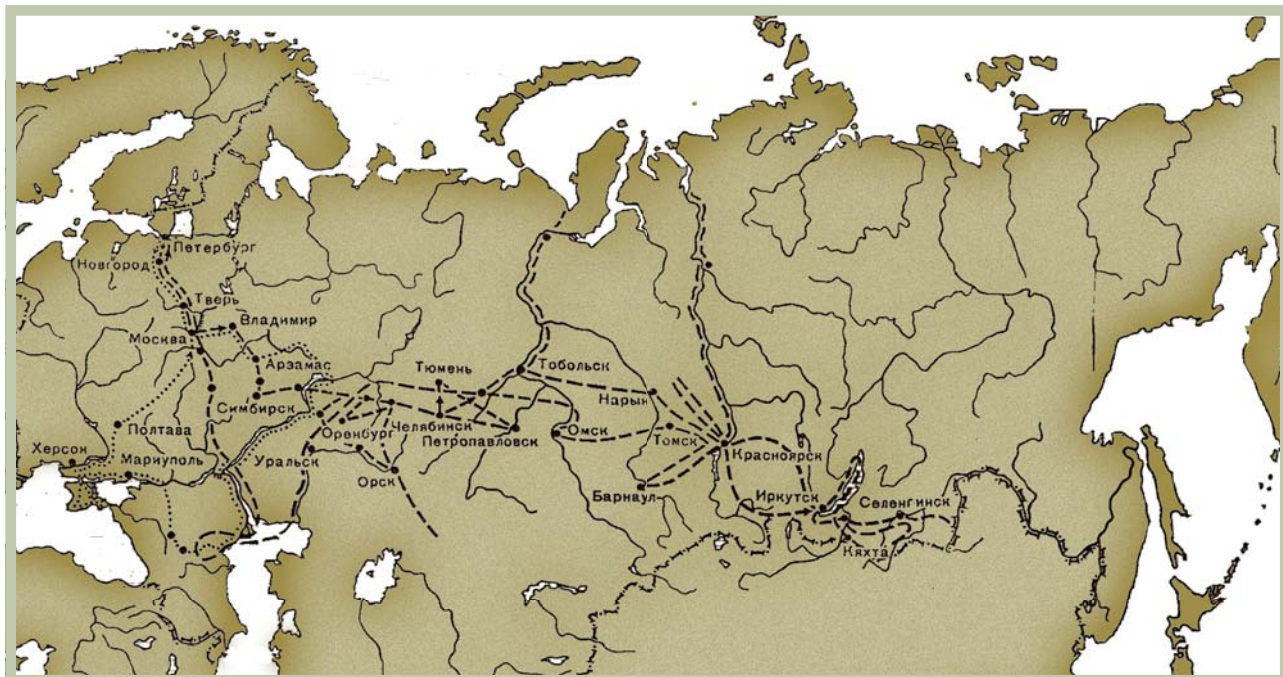 Петербург
Новгород
Тверь
Владимир
Москва
Арзамас
Тюмень
Тобольск
Симбирск
Нарын
Полтава
Оренбург
Челябинск
Омск
Томск
Петропавловск
Херсон
Мариуполь
Уральск
Красноярск
Орск
Барнаул
Иркутск
Селенгинск
Кяхта